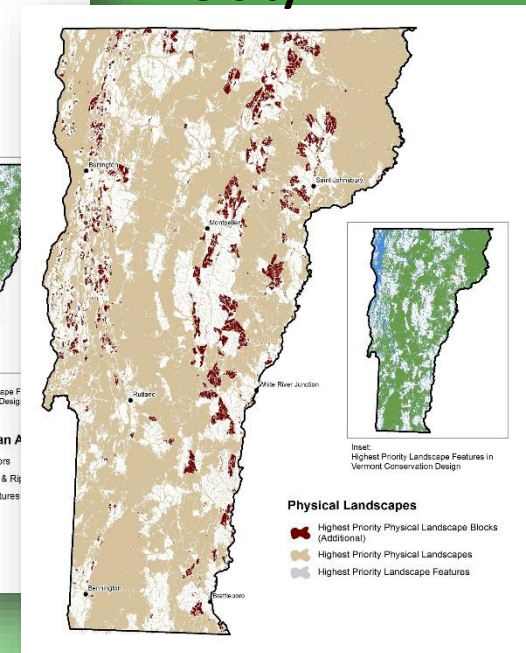 Burlington
Saint Johnsbury
Montpelier
White River Junction
Rutland
Bennington
Brattleboro
Inset:
Highest Priority Landscape Features in
Vermont Conservation Design
Physical Landscapes
Highest Priority Physical Landscape Blocks
(Additional)
Highest Priority Physical Landscapes
Highest Priority Landscape Features